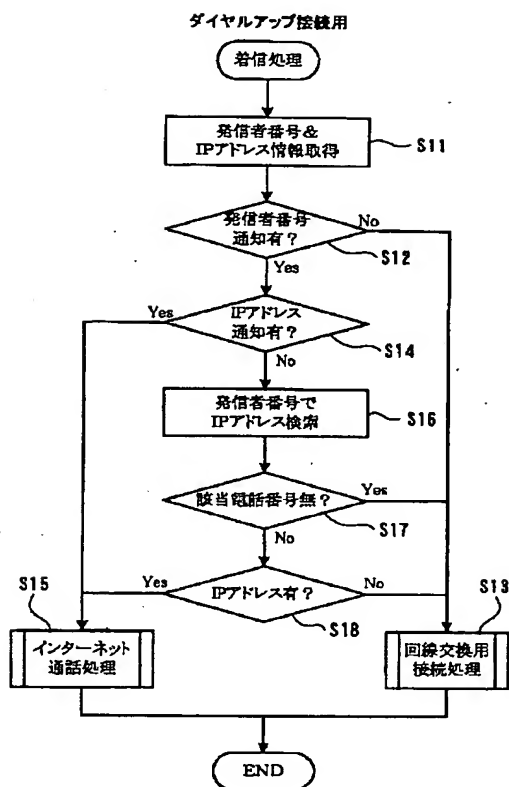 ダイヤルアップ接続用
着信処理
発信者番号&
IPアドレス情報取得
S11
発信者番号
通知有?
No
S12
Yes
Yes
IPアドレス
通知有?
S14
No
発信者番号で
IPアドレス検索
S16
該当電話番号無?
Yes
S17
No
Yes
IPアドレス有?
No
S18
S15
インターネット
通話処理
S13
回線交換用
接続処理
END